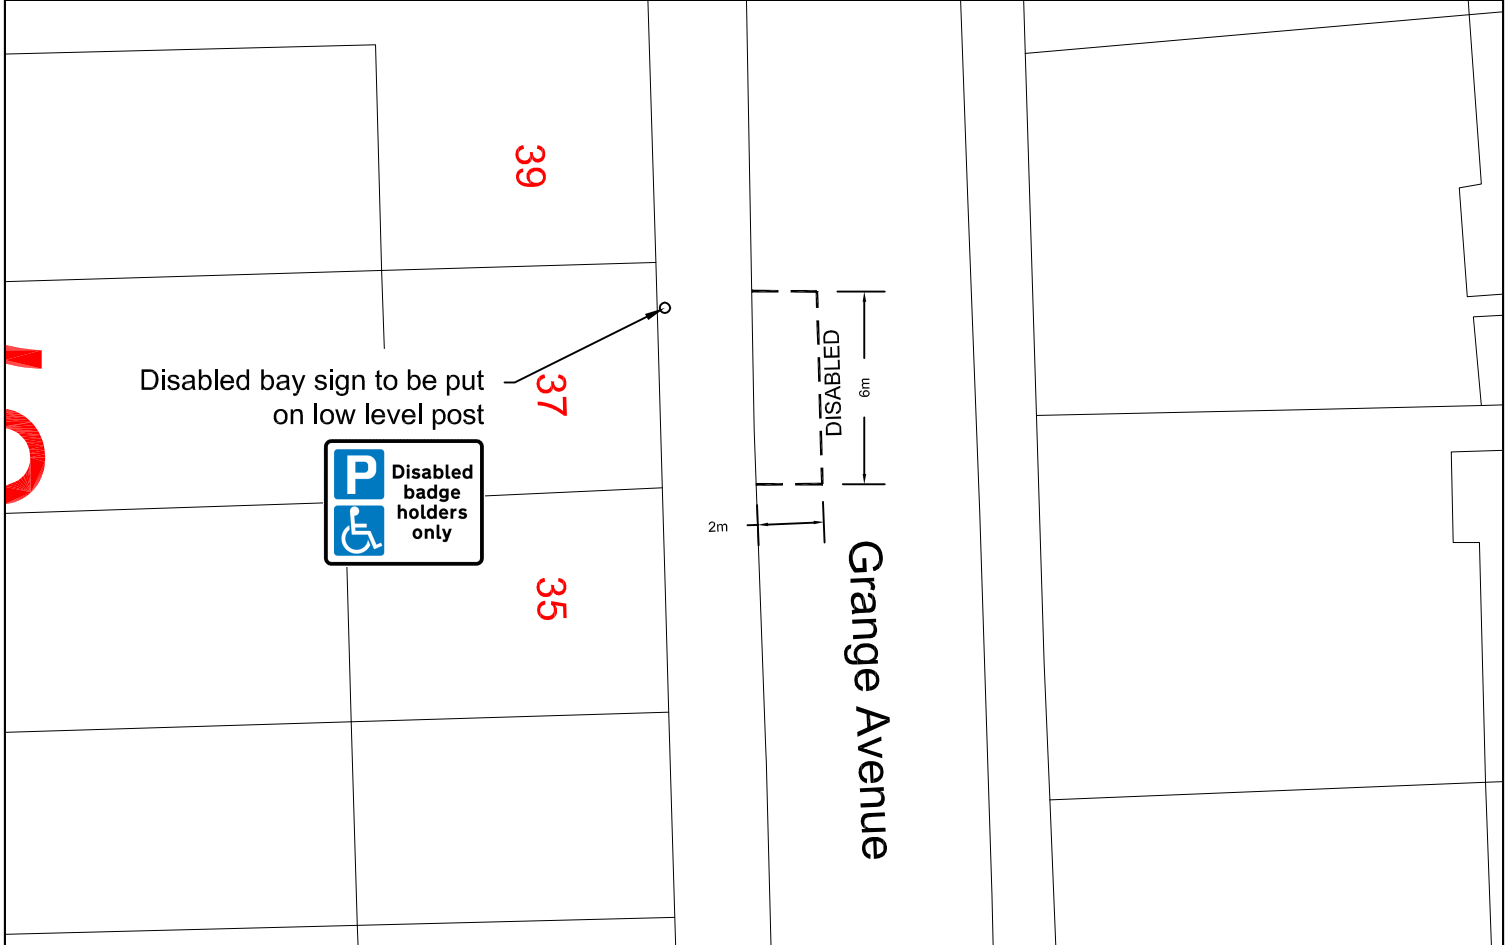 39
Disabled bay sign to be put
on low level post
37
P Disabled
badge
holders
only
35
DISABLED
6m
2m
Grange Avenue